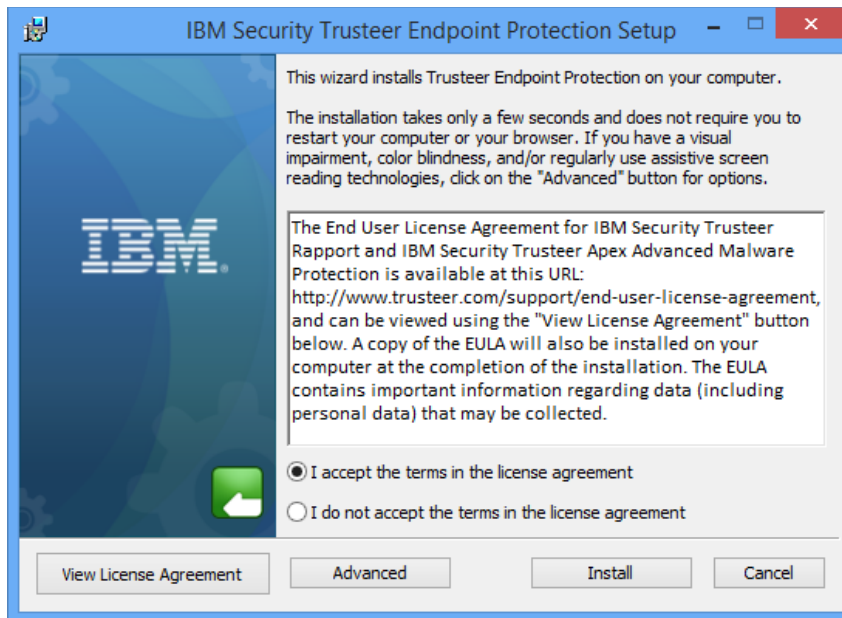 IBM Security Trusteer Endpoint Protection Setup
This wizard installs Trusteer Endpoint Protection on your computer.
The installation takes only a few seconds and does not require you to
restart your computer or your browser. If you have a visual
impairment, color blindness, and/or regularly use assistive screen
reading technologies, click on the "Advanced" button for options.
IBM.
The End User License Agreement for IBM Security Trusteer
Rapport and IBM Security Trusteer Apex Advanced Malware
Protection is available at this URL:
http://www.trusteer.com/support/end-user-license-agreement,
and can be viewed using the "View License Agreement" button
below. A copy of the EULA will also be installed on your
computer at the completion of the installation. The EULA
contains important information regarding data (including
personal data) that may be collected.
I accept the terms in the license agreement
I do not accept the terms in the license agreement
View License Agreement
Advanced
Install
Cancel